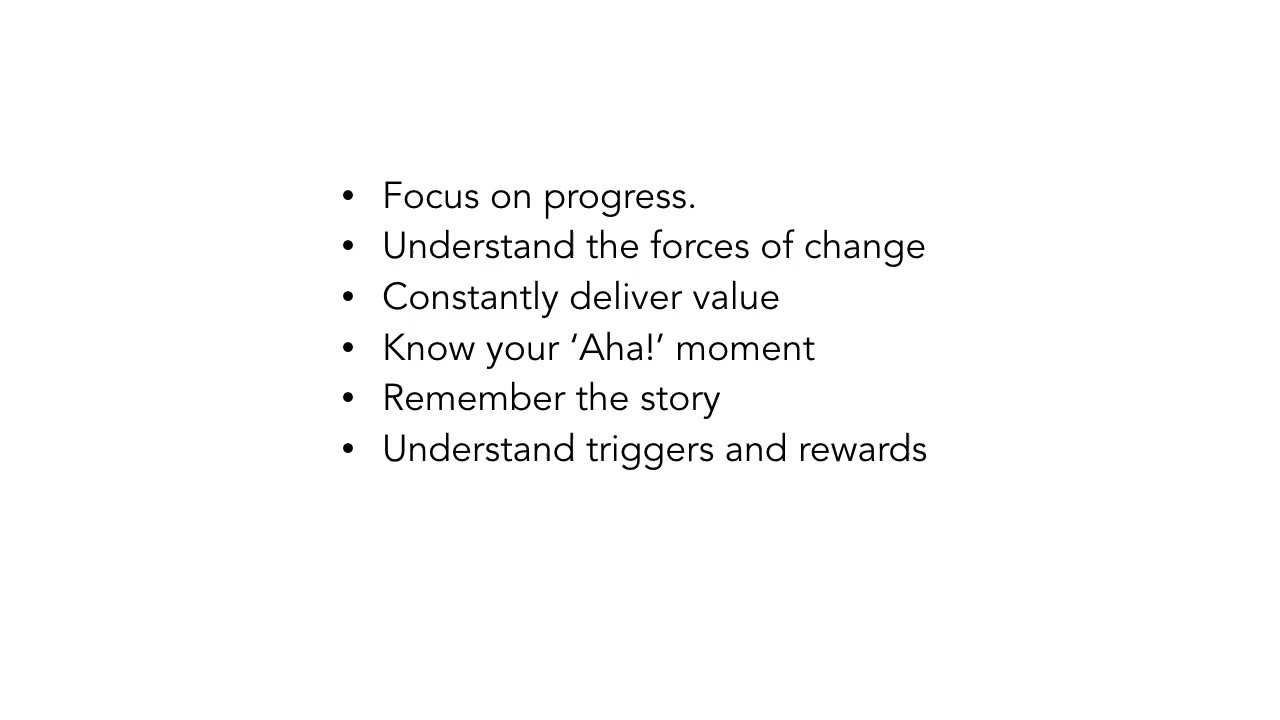 • Focus on progress.
• Understand the forces of change
• Constantly deliver value
• Know your ‘Aha!’ moment
• Remember the story
• Understand triggers and rewards